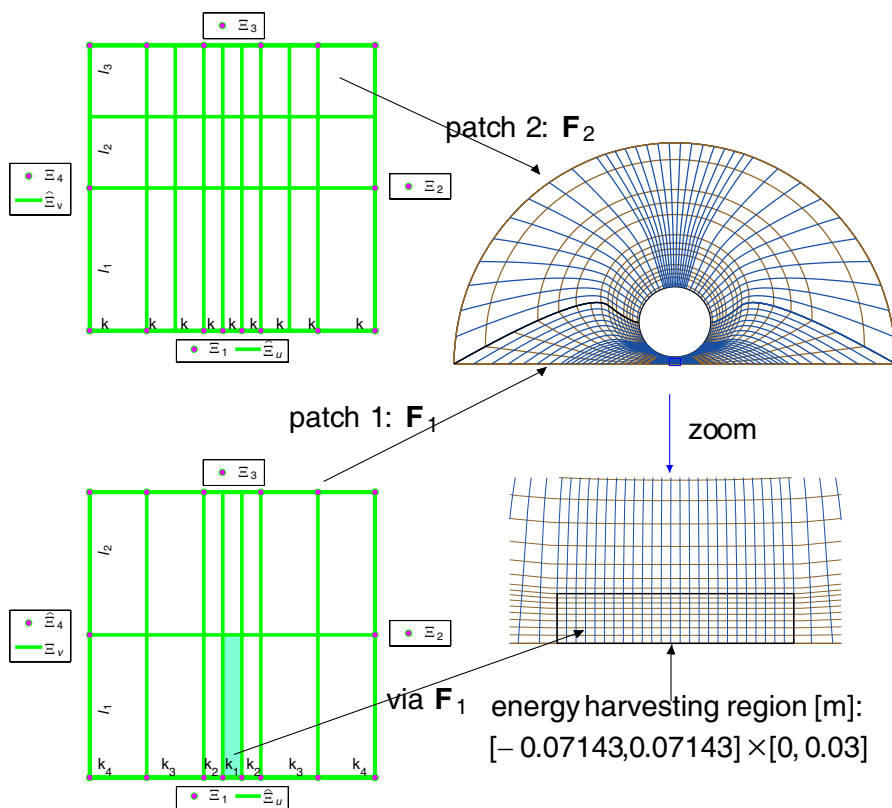 Ξ₃
l₃
patch 2: F₂
l₂
Ξ₄
Ξ̂ᵥ
Ξ₂
l₁
k k k k k k k k k
Ξ₁ Ξ̂ᵤ
patch 1: F₁
zoom
Ξ₃
l₂
Ξ̂₄
Ξᵥ
Ξ₂
l₁
via F₁
energy harvesting region [m]:
k₄ k₃ k₂ k₁ k₂ k₃ k₄
[− 0.07143,0.07143] ×[0, 0.03]
Ξ₁ Ξ̂ᵤ